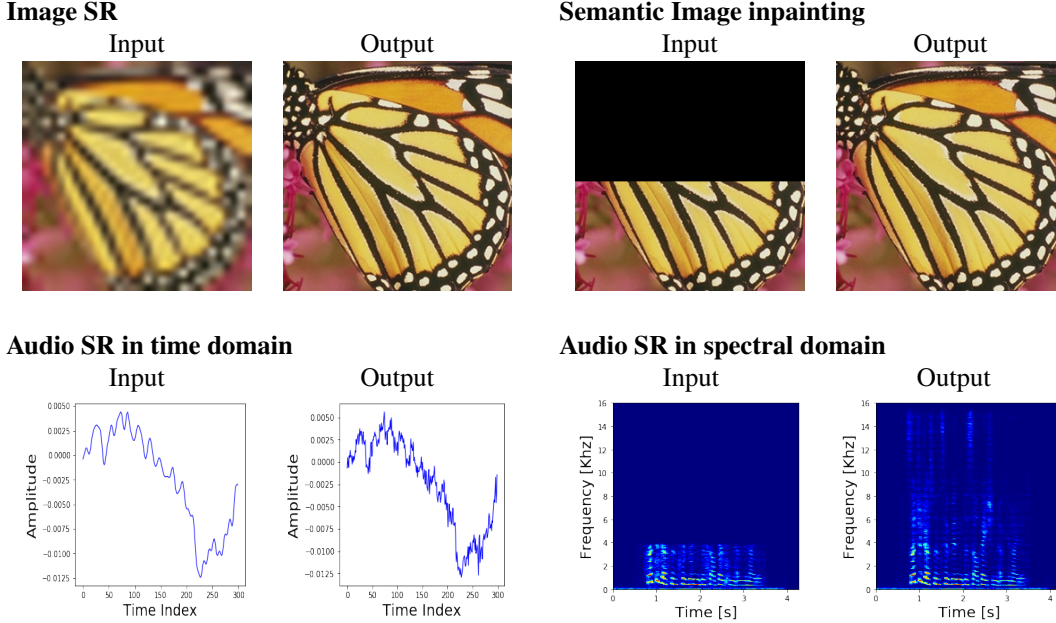 Image SR
Input
Output
Semantic Image inpainting
Input
Output
Audio SR in time domain
Input
Output
0.0050
0.0025
0.0000
−0.0025
−0.0050
−0.0075
−0.0100
−0.0125
0 50 100 150 200 250 300
Amplitude
Time Index
0.0050
0.0025
0.0000
−0.0025
−0.0050
−0.0075
−0.0100
−0.0125
0 50 100 150 200 250 300
Amplitude
Time Index
Audio SR in spectral domain
Input
Output
16
14
12
10
8
6
4
2
0
0 1 2 3 4
Frequency [Khz]
Time [s]
16
14
12
10
8
6
4
2
0
0 1 2 3 4
Frequency [Khz]
Time [s]